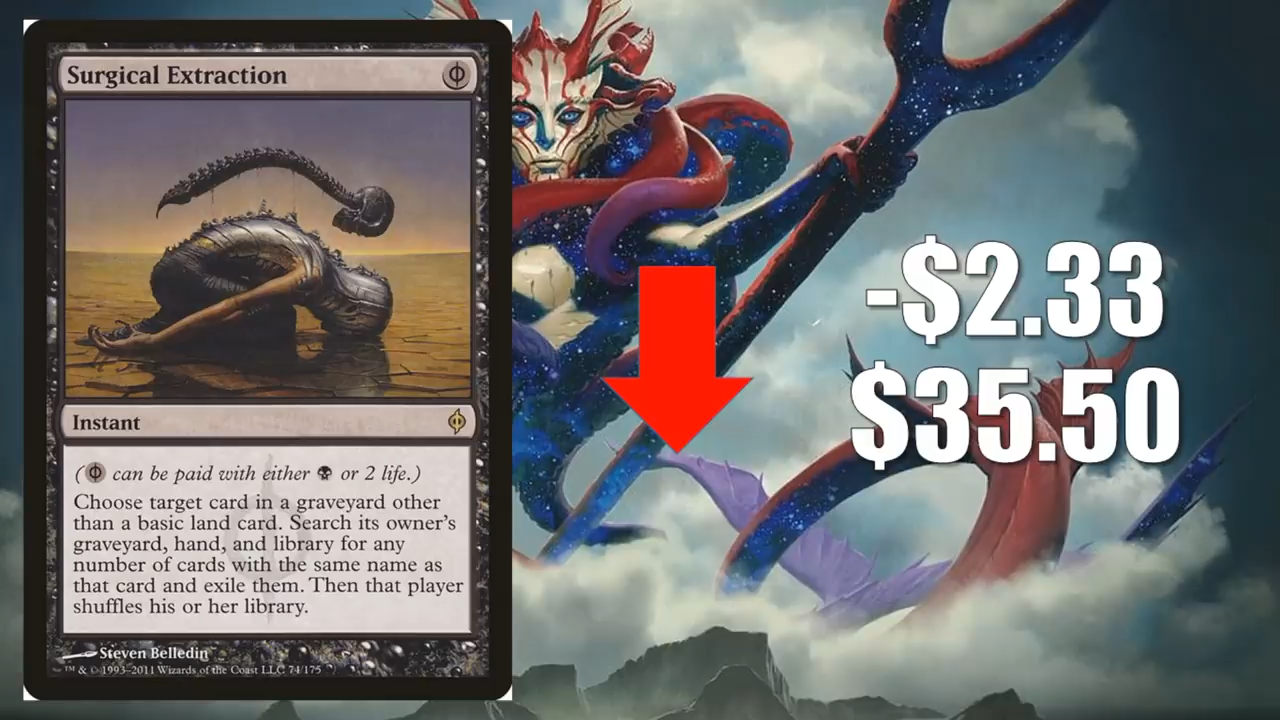 Surgical Extraction
Instant
( can be paid with either or 2 life.)
Choose target card in a graveyard other
than a basic land card. Search its owner's
graveyard, hand, and library for any
number of cards with the same name as
that card and exile them. Then that player
shuffles his or her library.
Steven Belledin
™ & © 1993–2011 Wizards of the Coast LLC 74/175
-$2.33
$35.50